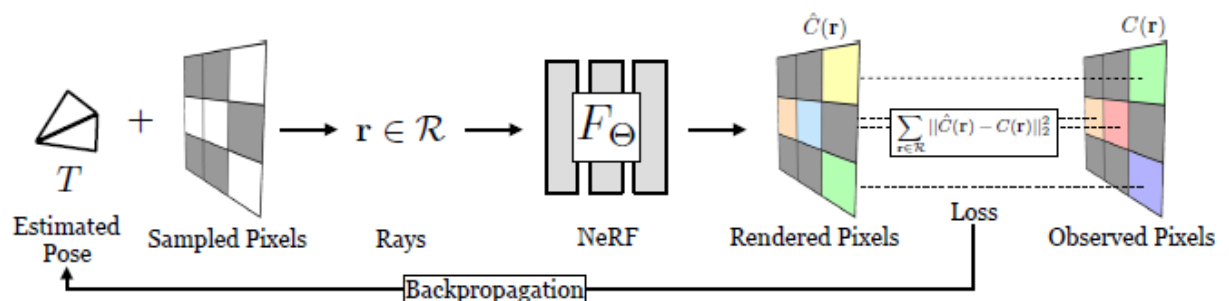 Ĉ(r)
C(r)
T
+
r ∈ R
F_Θ
∑_{r∈R} ||Ĉ(r) − C(r)||₂²
Estimated
Pose
Sampled Pixels
Rays
NeRF
Rendered Pixels
Loss
Observed Pixels
Backpropagation